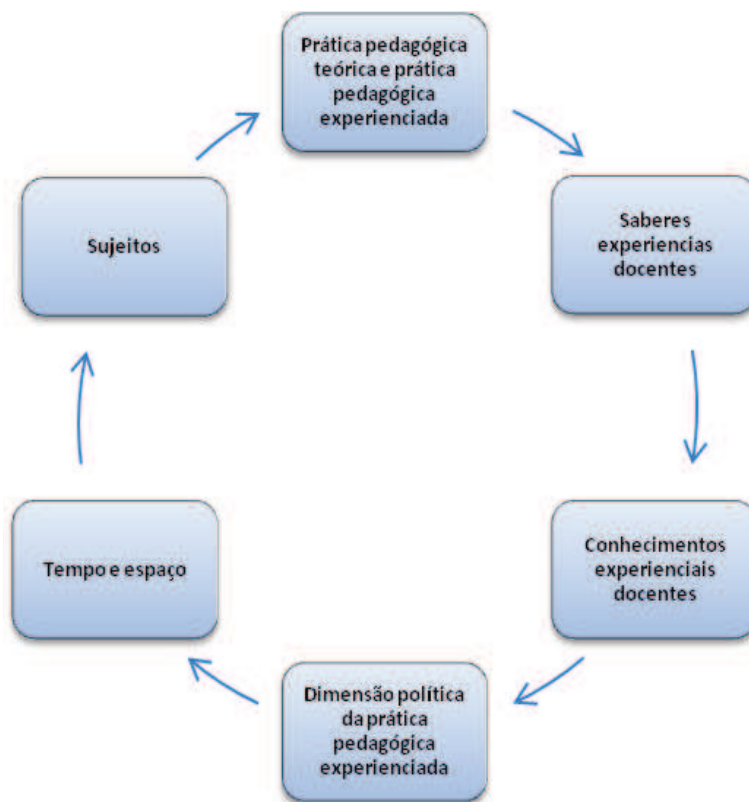 Prática pedagógica
teórica e prática
pedagógica
experienciada
Saberes
experiencias
docentes
Conhecimentos
experienciais
docentes
Dimensão política
da prática
pedagógica
experienciada
Tempo e espaço
Sujeitos